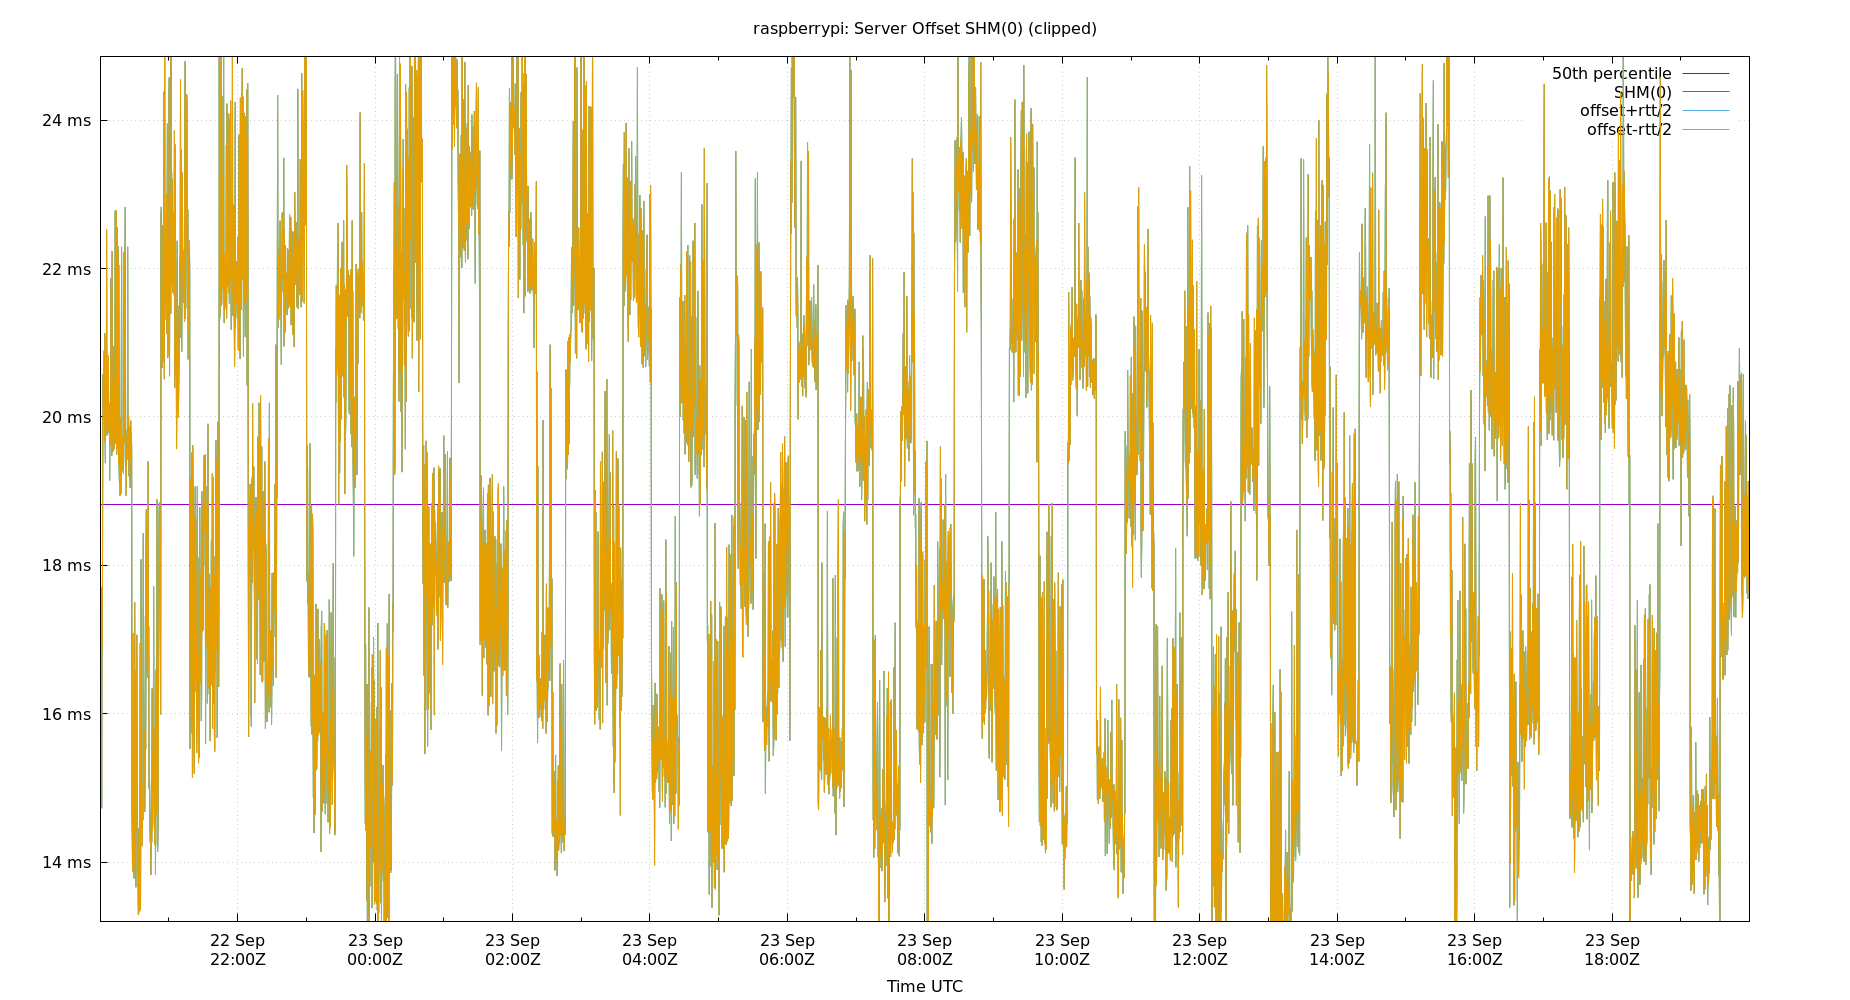 raspberrypi: Server Offset SHM(0) (clipped)
50th percentile
SHM(0)
offset+rtt/2
offset-rtt/2
24 ms
22 ms
20 ms
18 ms
16 ms
14 ms
22 Sep 23 Sep 23 Sep 23 Sep 23 Sep 23 Sep 23 Sep 23 Sep 23 Sep 23 Sep 23 Sep
22:00Z 00:00Z 02:00Z 04:00Z 06:00Z 08:00Z 10:00Z 12:00Z 14:00Z 16:00Z 18:00Z
Time UTC